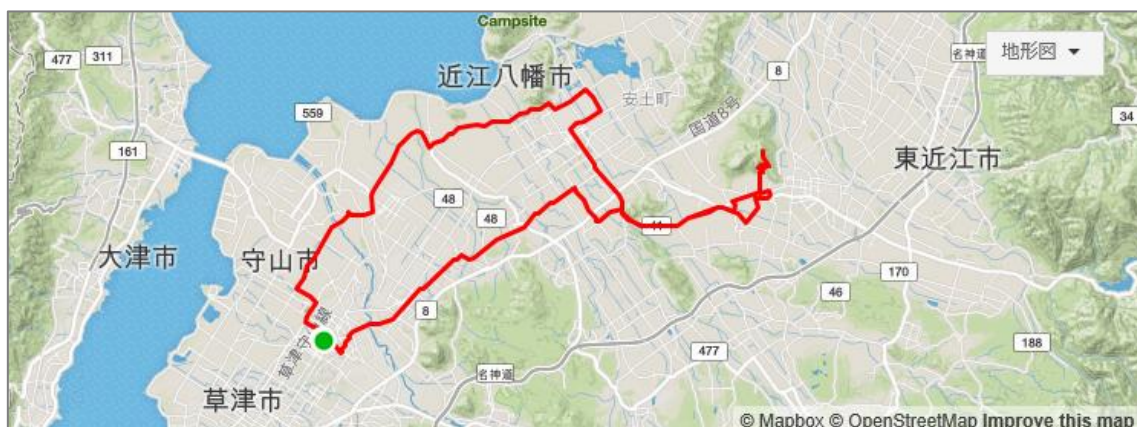 Campsite
477
311
8
名神道
地形図
近江八幡市
安土町
559
国道8号
34
161
東近江市
48
48
大津市
守山市
170
8
46
草津守山線
477
188
名神道
草津市
© Mapbox © OpenStreetMap Improve this map